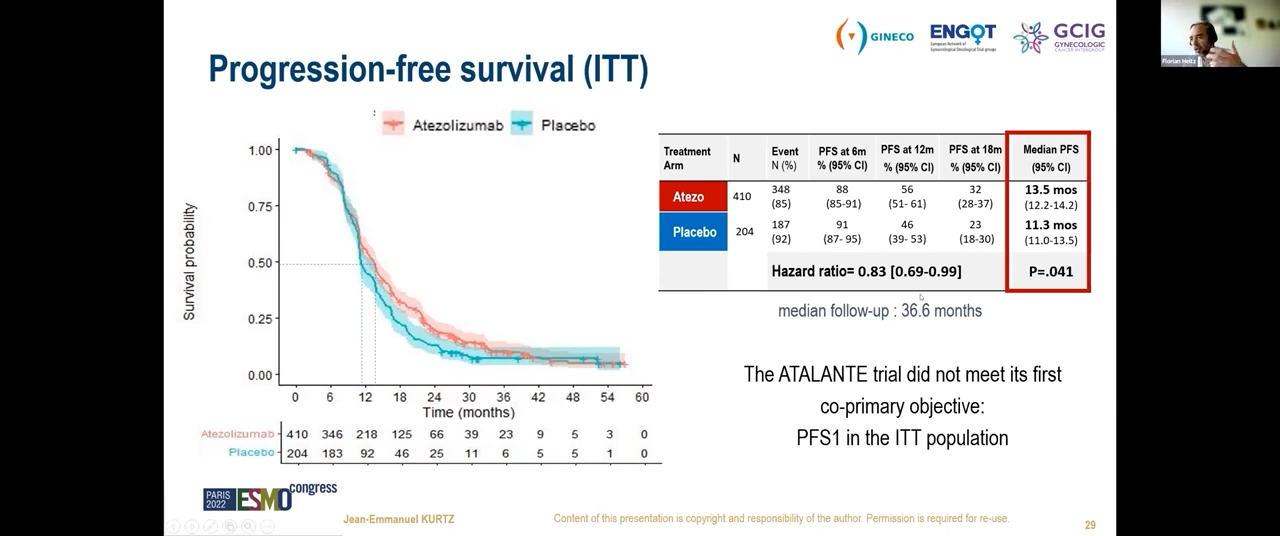 GINECO
ENGOT
European Network of
Gynaecological Oncological Trial groups
GCIG
GYNECOLOGIC
CANCER INTERGROUP
Florian Heitz
Progression-free survival (ITT)
Atezolizumab Placebo
Survival probability
1.00
0.75
0.50
0.25
0.00
0 6 12 18 24 30 36 42 48 54 60
Time (months)
Atezolizumab 410 346 218 125 66 39 23 9 5 3 0
Placebo 204 183 92 46 25 11 6 5 5 1 0
Treatment Arm N Event N (%) PFS at 6m % (95% CI) PFS at 12m % (95% CI) PFS at 18m % (95% CI) Median PFS (95% CI)
Atezo 410 348 (85) 88 (85-91) 56 (51- 61) 32 (28-37) 13.5 mos (12.2-14.2)
Placebo 204 187 (92) 91 (87- 95) 46 (39- 53) 23 (18-30) 11.3 mos (11.0-13.5)
Hazard ratio= 0.83 [0.69-0.99] P=.041
median follow-up : 36.6 months
The ATALANTE trial did not meet its first
co-primary objective:
PFS1 in the ITT population
PARIS
2022
ESMO congress
Jean-Emmanuel KURTZ
Content of this presentation is copyright and responsibility of the author. Permission is required for re-use.
29